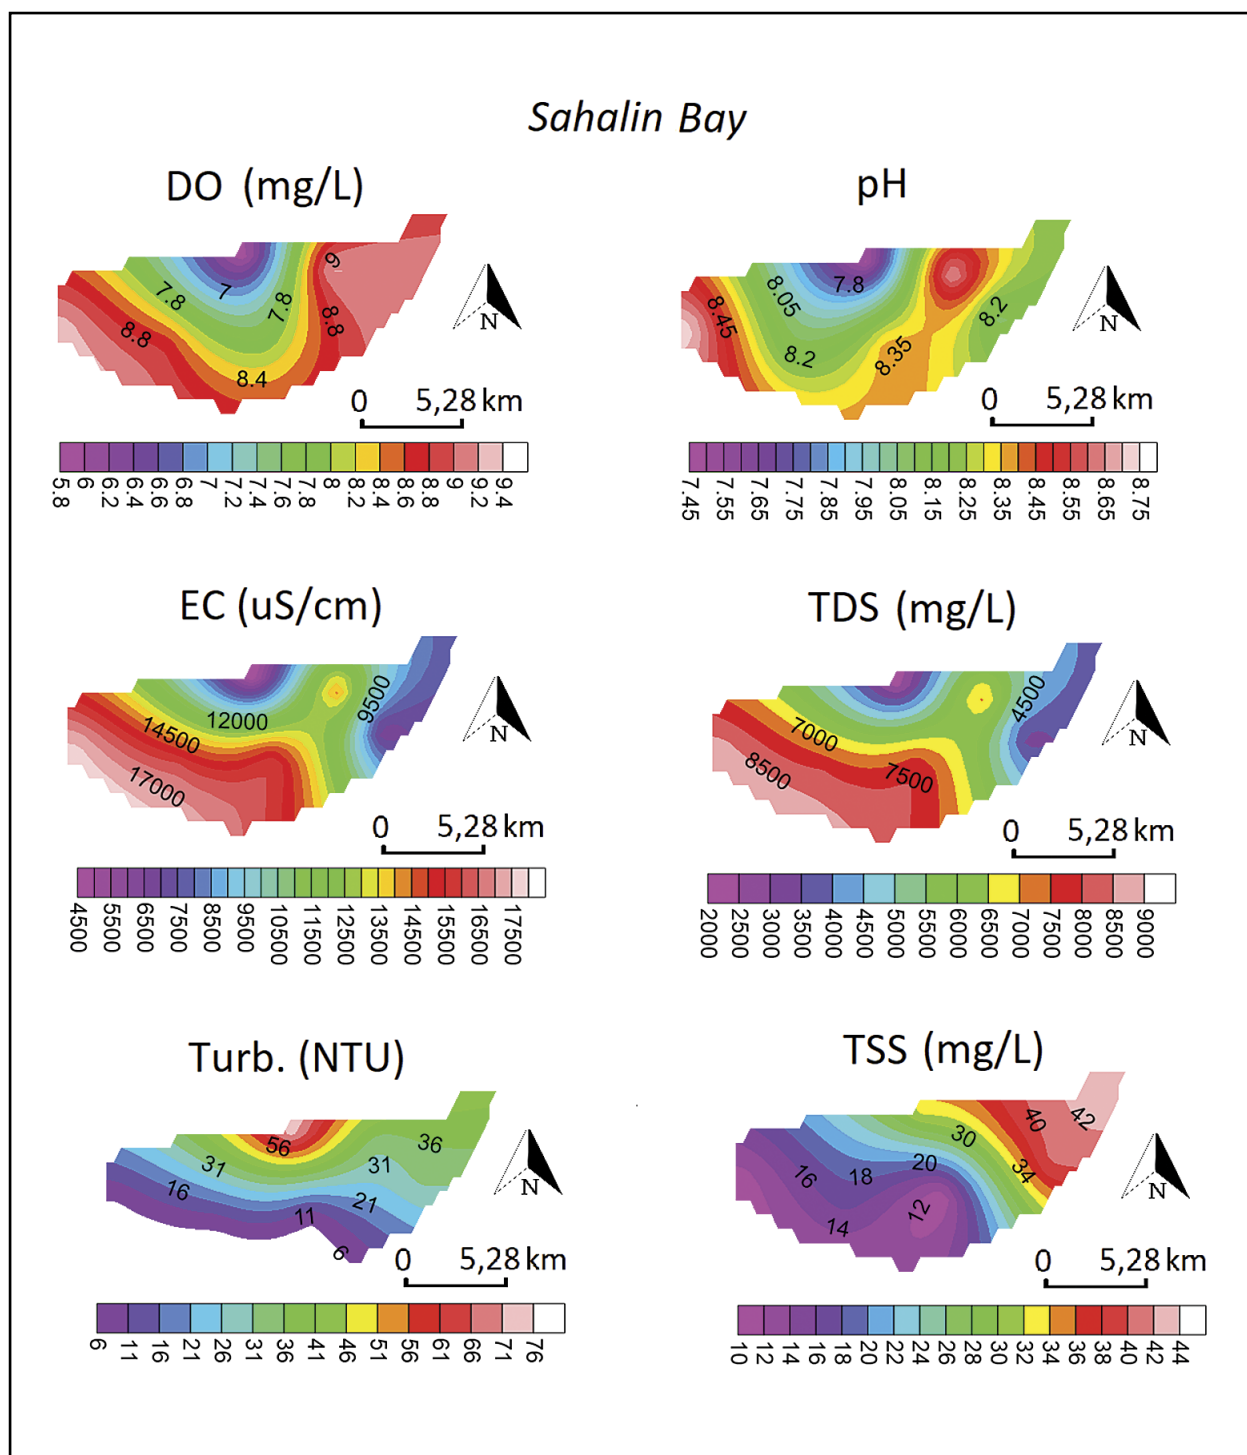 Sahalin Bay
DO (mg/L)
pH
7.8
7
7.8
9
8.8
8.8
8.4
N
0 5,28 km
5.8 6 6.2 6.4 6.6 6.8 7 7.2 7.4 7.6 7.8 8 8.2 8.4 8.6 8.8 9 9.2 9.4
7.8
8.05
8.45
8.2
8.35
8.2
N
0 5,28 km
7.45 7.55 7.65 7.75 7.85 7.95 8.05 8.15 8.25 8.35 8.45 8.55 8.65 8.75
EC (uS/cm)
TDS (mg/L)
9500
12000
14500
17000
N
0 5,28 km
4500 5500 6500 7500 8500 9500 10500 11500 12500 13500 14500 15500 16500 17500
4500
7000
7500
8500
N
0 5,28 km
2000 2500 3000 3500 4000 4500 5000 5500 6000 6500 7000 7500 8000 8500 9000
Turb. (NTU)
TSS (mg/L)
56
36
31
31
16
21
11
6
N
0 5,28 km
6 11 16 21 26 31 36 41 46 51 56 61 66 71 76
40
42
30
34
20
16
18
12
14
N
0 5,28 km
10 12 14 16 18 20 22 24 26 28 30 32 34 36 38 40 42 44